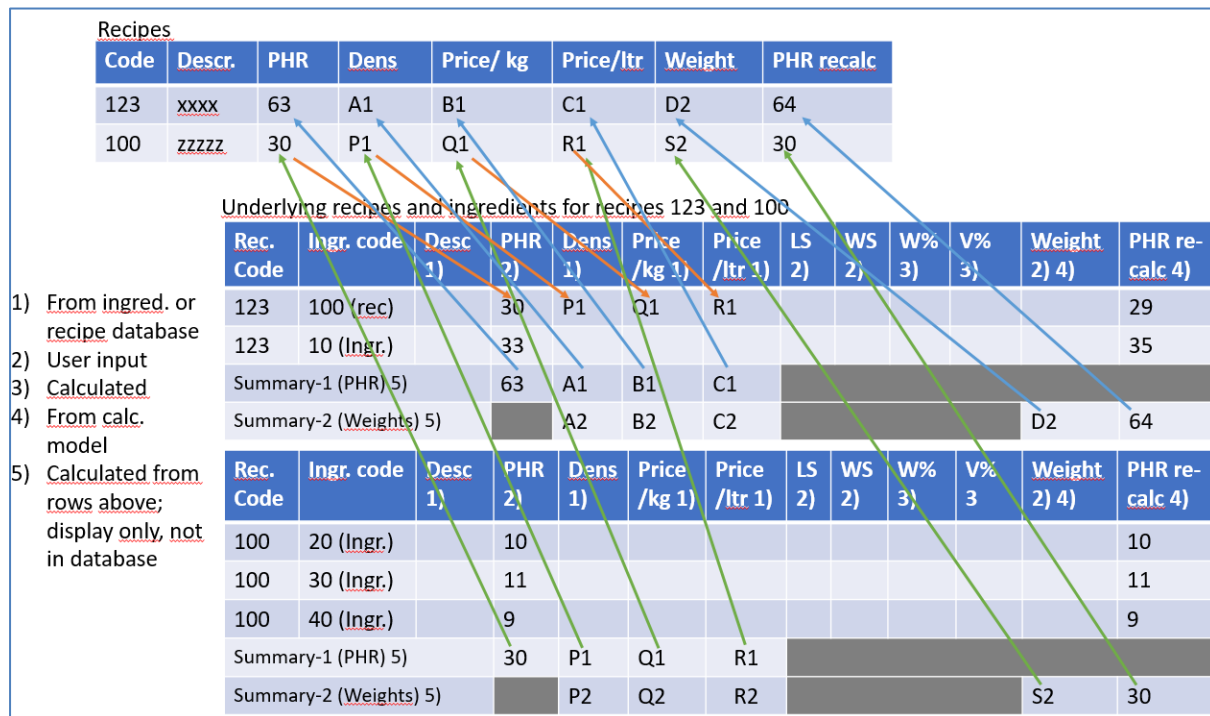 Recipes
Code Descr. PHR Dens Price/ kg Price/ltr Weight PHR recalc
123 xxxx 63 A1 B1 C1 D2 64
100 zzzzz 30 P1 Q1 R1 S2 30
Underlying recipes and ingredients for recipes 123 and 100
Rec. Ingr. code Desc PHR Dens Price Price LS WS W% V% Weight PHR re-
Code 1) 2) 1) /kg 1) /ltr 1) 2) 2) 3) 3) 2) 4) calc 4)
123 100 (rec) 30 P1 Q1 R1 29
123 10 (Ingr.) 33 35
Summary-1 (PHR) 5) 63 A1 B1 C1
Summary-2 (Weights) 5) A2 B2 C2 D2 64
Rec. Ingr. code Desc PHR Dens Price Price LS WS W% V% Weight PHR re-
Code 1) 2) 1) /kg 1) /ltr 1) 2) 2) 3) 3 2) 4) calc 4)
100 20 (Ingr.) 10 10
100 30 (Ingr.) 11 11
100 40 (Ingr.) 9 9
Summary-1 (PHR) 5) 30 P1 Q1 R1
Summary-2 (Weights) 5) P2 Q2 R2 S2 30
1) From ingred. or
recipe database
2) User input
3) Calculated
4) From calc.
model
5) Calculated from
rows above;
display only, not
in database